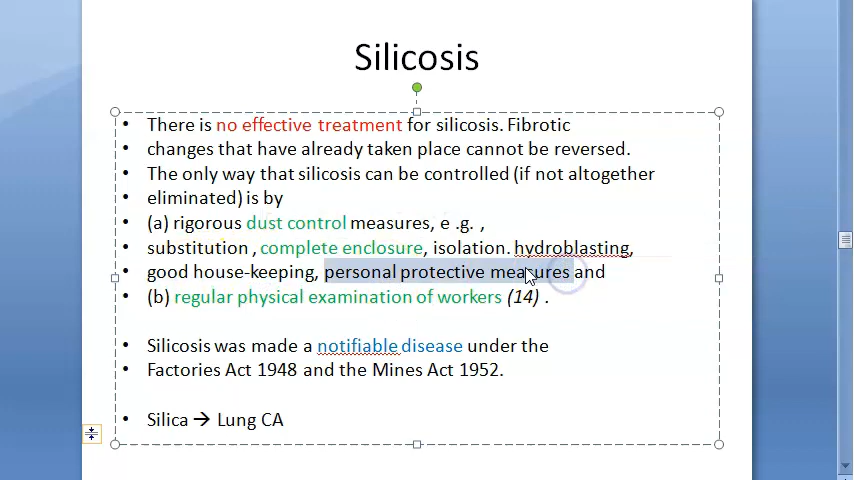 Silicosis
• There is no effective treatment for silicosis. Fibrotic
• changes that have already taken place cannot be reversed.
• The only way that silicosis can be controlled (if not altogether
• eliminated) is by
• (a) rigorous dust control measures, e .g. ,
• substitution , complete enclosure, isolation. hydroblasting,
• good house-keeping, personal protective measures and
• (b) regular physical examination of workers (14) .
• Silicosis was made a notifiable disease under the
• Factories Act 1948 and the Mines Act 1952.
• Silica → Lung CA